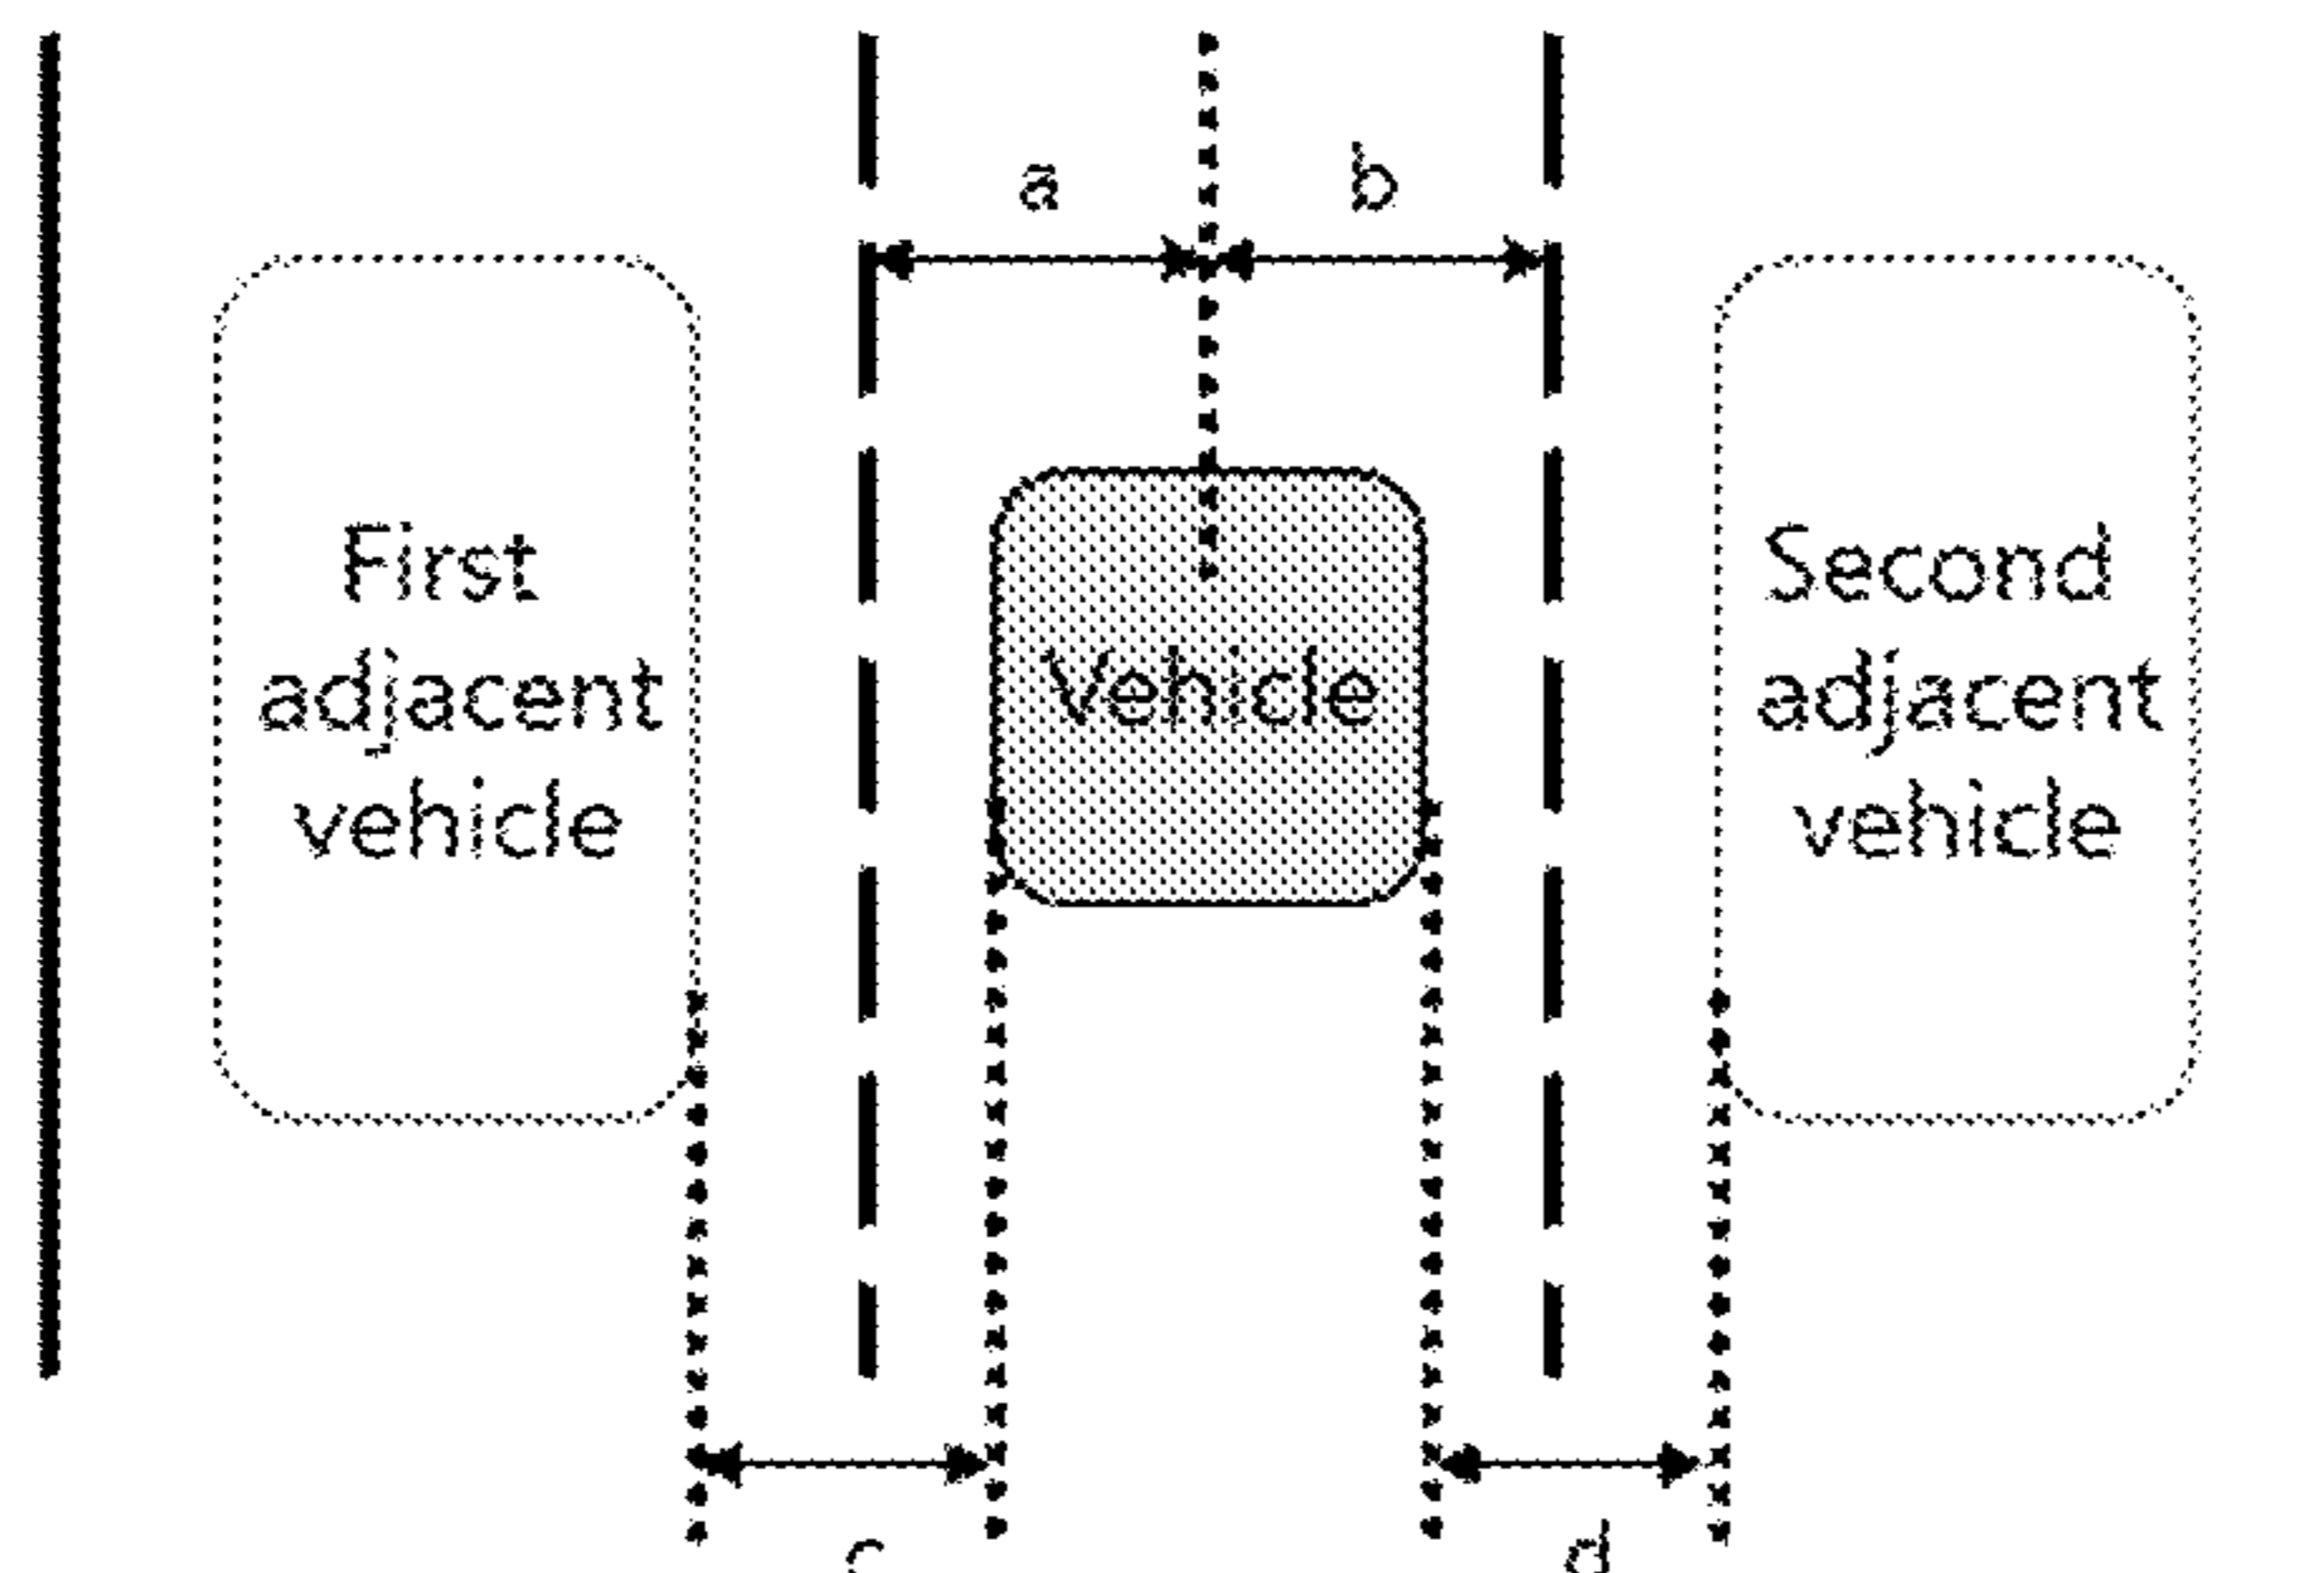 a
b
First
adjacent
vehicle
Vehicle
Second
adjacent
vehicle
c
d